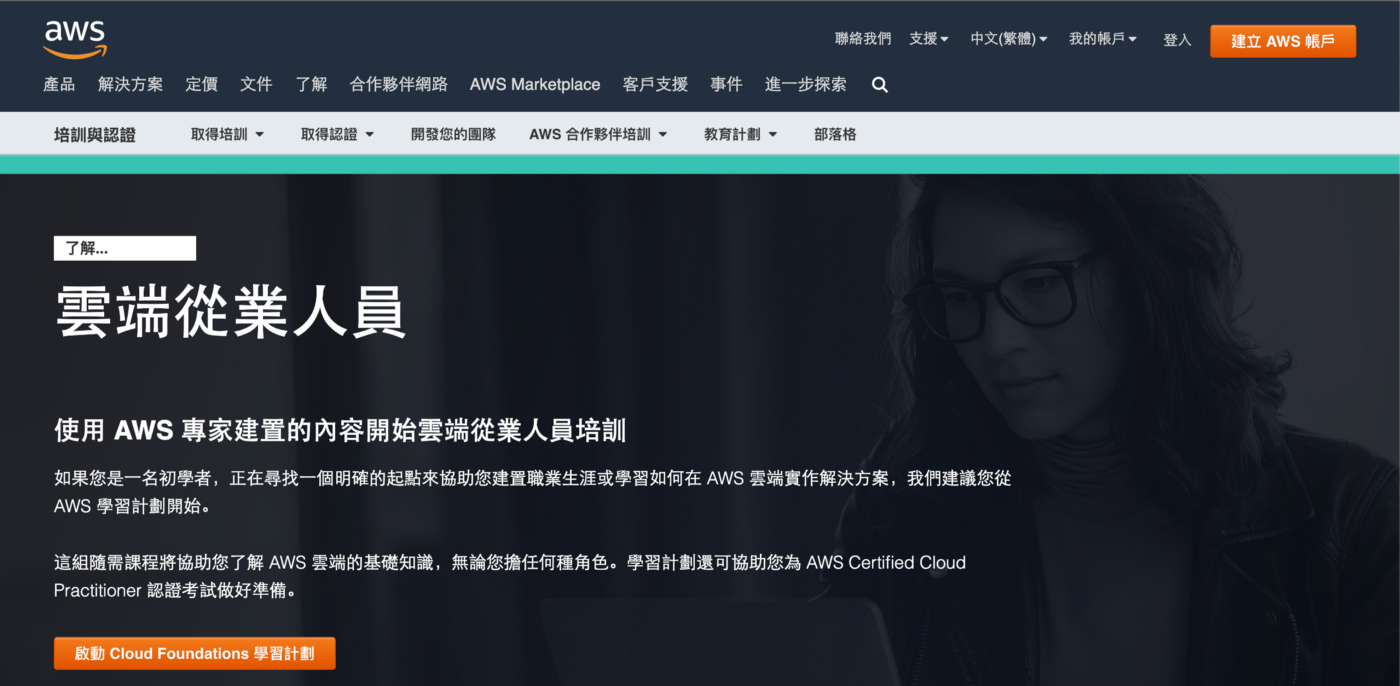 aws
聯絡我們 支援 中文(繁體) 我的帳戶 登入 建立 AWS 帳戶
產品 解決方案 定價 文件 了解 合作夥伴網路 AWS Marketplace 客戶支援 事件 進一步探索
培訓與認證 取得培訓 取得認證 開發您的團隊 AWS 合作夥伴培訓 教育計劃 部落格
了解...
雲端從業人員
使用 AWS 專家建置的內容開始雲端從業人員培訓
如果您是一名初學者，正在尋找一個明確的起點來協助您建置職業生涯或學習如何在 AWS 雲端實作解決方案，我們建議您從
AWS 學習計劃開始。
這組隨需課程將協助您了解 AWS 雲端的基礎知識，無論您擔任何種角色。學習計劃還可協助您為 AWS Certified Cloud
Practitioner 認證考試做好準備。
啟動 Cloud Foundations 學習計劃